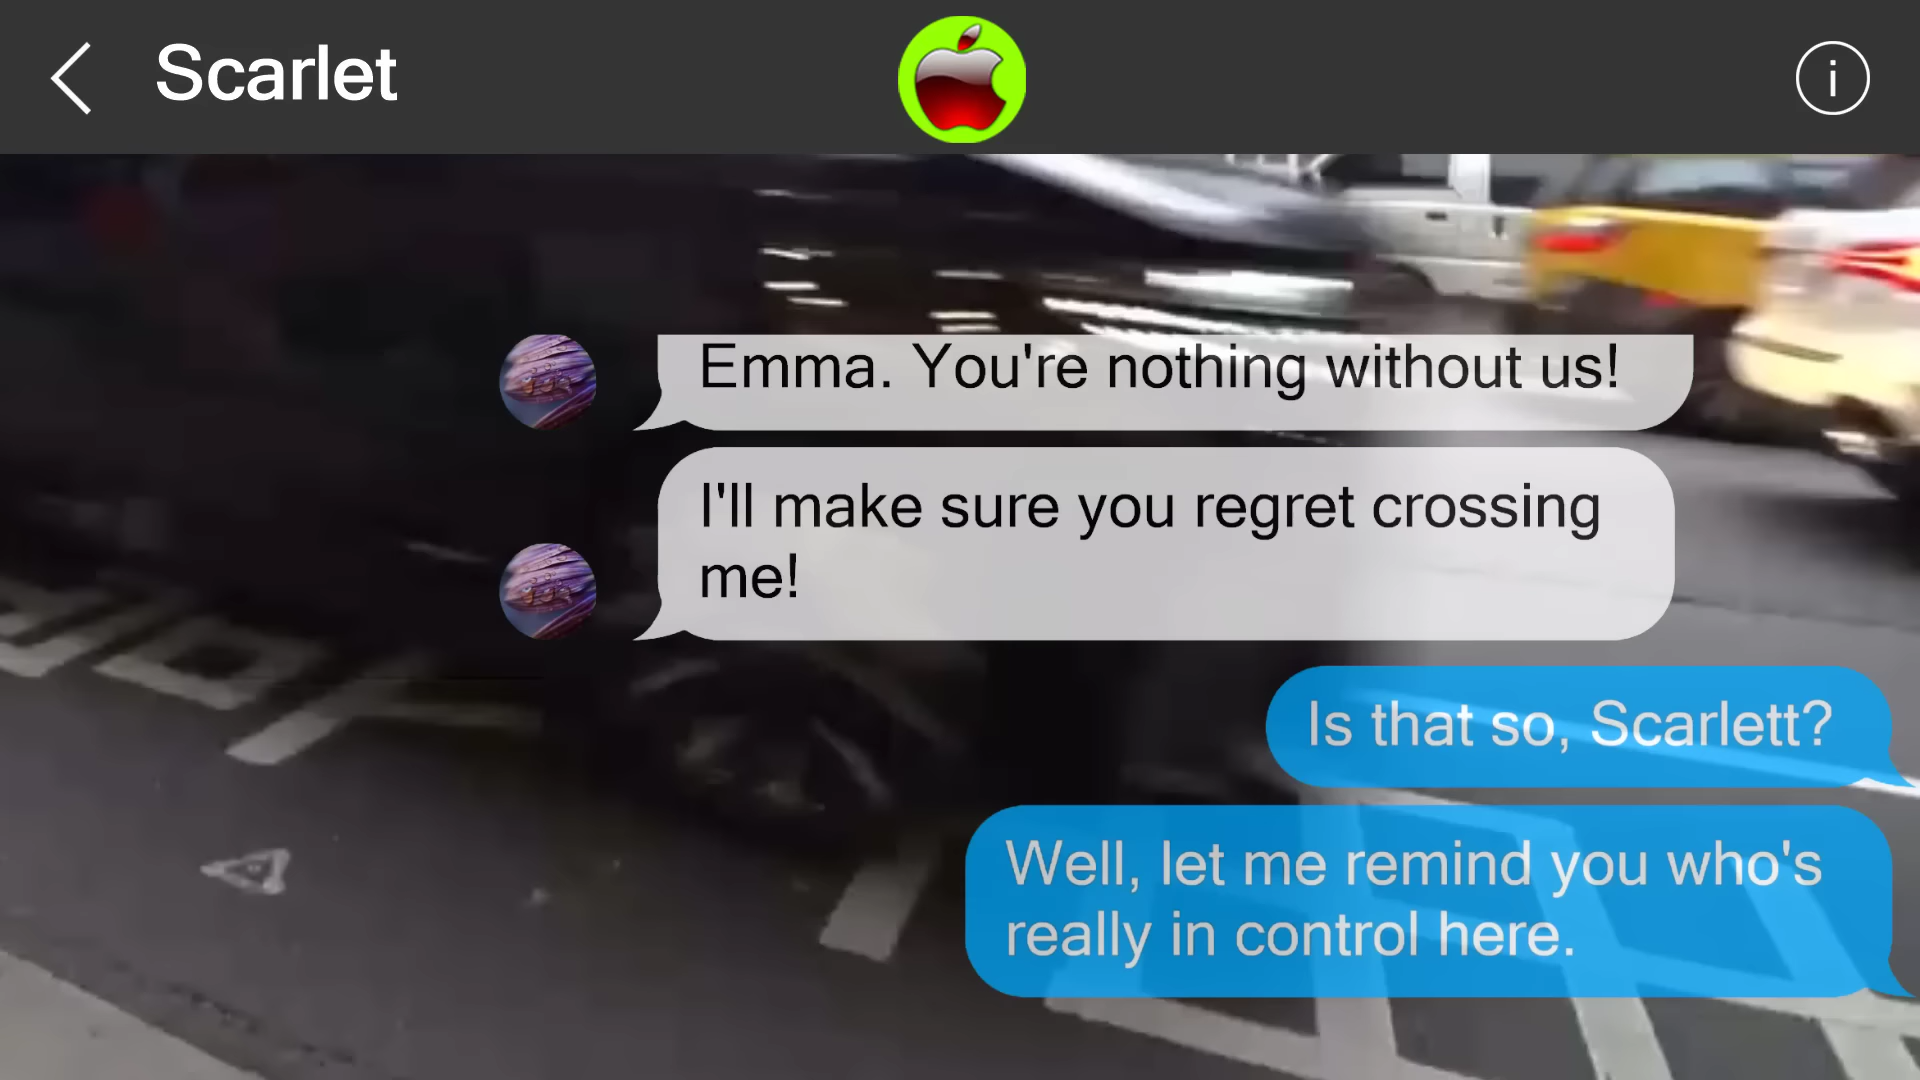 Scarlet
i
Emma. You're nothing without us!
I'll make sure you regret crossing
me!
Is that so, Scarlett?
Well, let me remind you who's
really in control here.